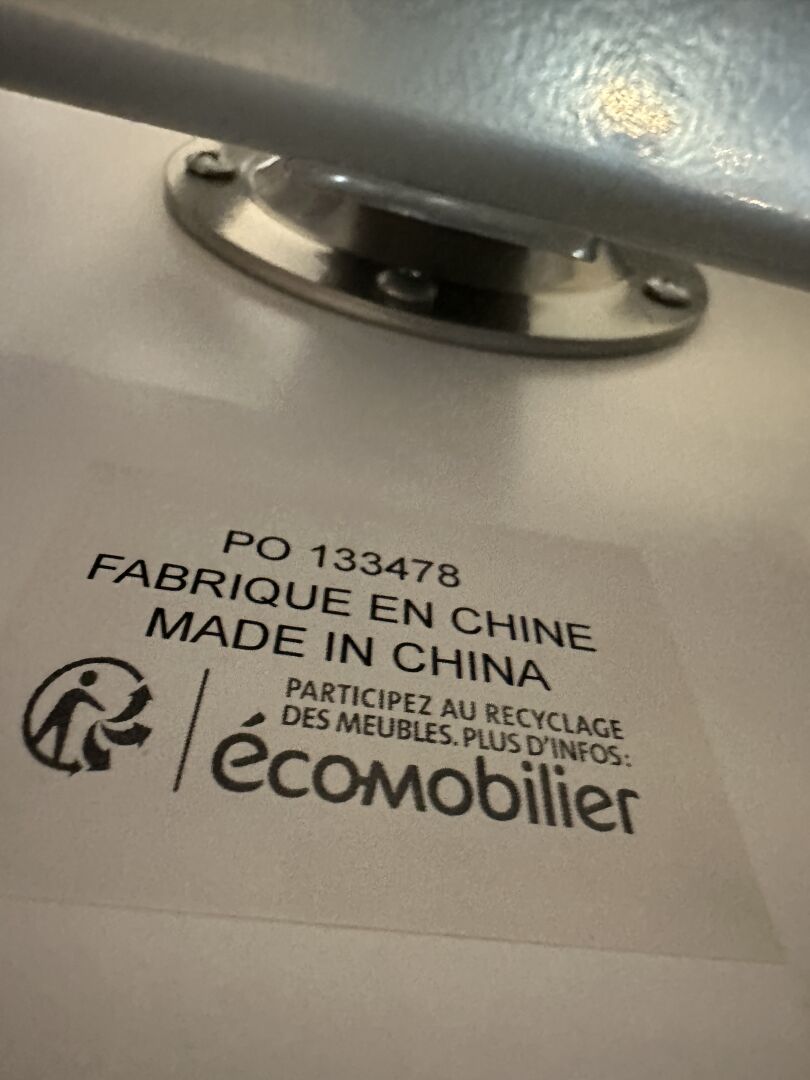 PO 133478
FABRIQUE EN CHINE
MADE IN CHINA
PARTICIPEZ AU RECYCLAGE
DES MEUBLES. PLUS D'INFOS:
écomobilier